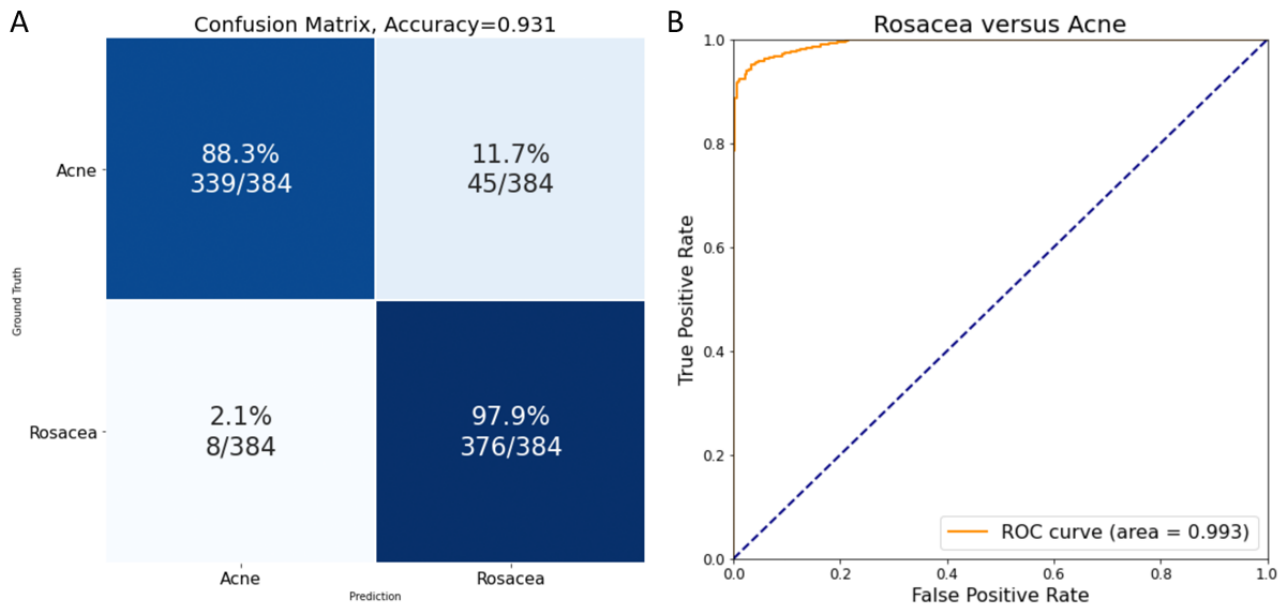 A
Confusion Matrix, Accuracy=0.931
Ground Truth
Acne
88.3%
339/384
11.7%
45/384
Rosacea
2.1%
8/384
97.9%
376/384
Acne
Rosacea
Prediction
B
Rosacea versus Acne
True Positive Rate
1.0
0.8
0.6
0.4
0.2
0.0
ROC curve (area = 0.993)
0.0
0.2
0.4
0.6
0.8
1.0
False Positive Rate